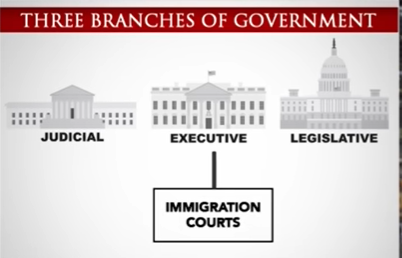 THREE BRANCHES OF GOVERNMENT
JUDICIAL
EXECUTIVE
LEGISLATIVE
IMMIGRATION
COURTS